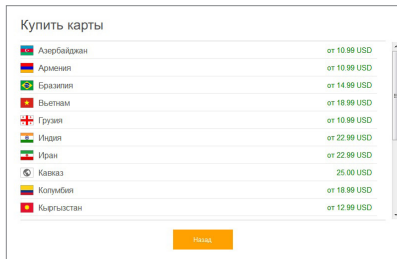 Купить карты
Азербайджан от 10.99 USD
Армения от 10.99 USD
Бразилия от 14.99 USD
Вьетнам от 18.99 USD
Грузия от 10.99 USD
Индия от 22.99 USD
Иран от 22.99 USD
Кавказ 25.00 USD
Колумбия от 18.99 USD
Кыргызстан от 12.99 USD
Назад